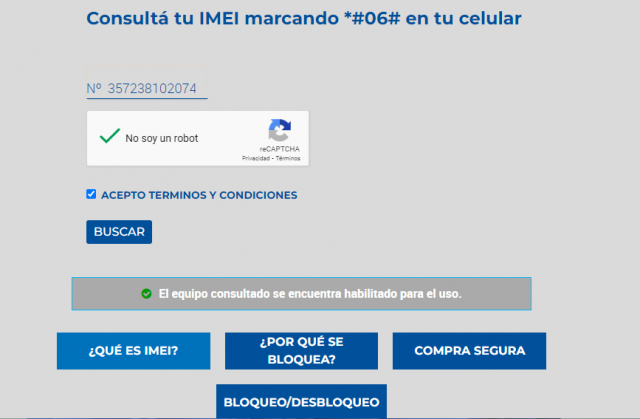 Consultá tu IMEI marcando *#06# en tu celular
Nº 357238102074
No soy un robot
reCAPTCHA
Privacidad - Términos
ACEPTO TERMINOS Y CONDICIONES
BUSCAR
El equipo consultado se encuentra habilitado para el uso.
¿QUÉ ES IMEI?
¿POR QUÉ SE
BLOQUEA?
COMPRA SEGURA
BLOQUEO/DESBLOQUEO